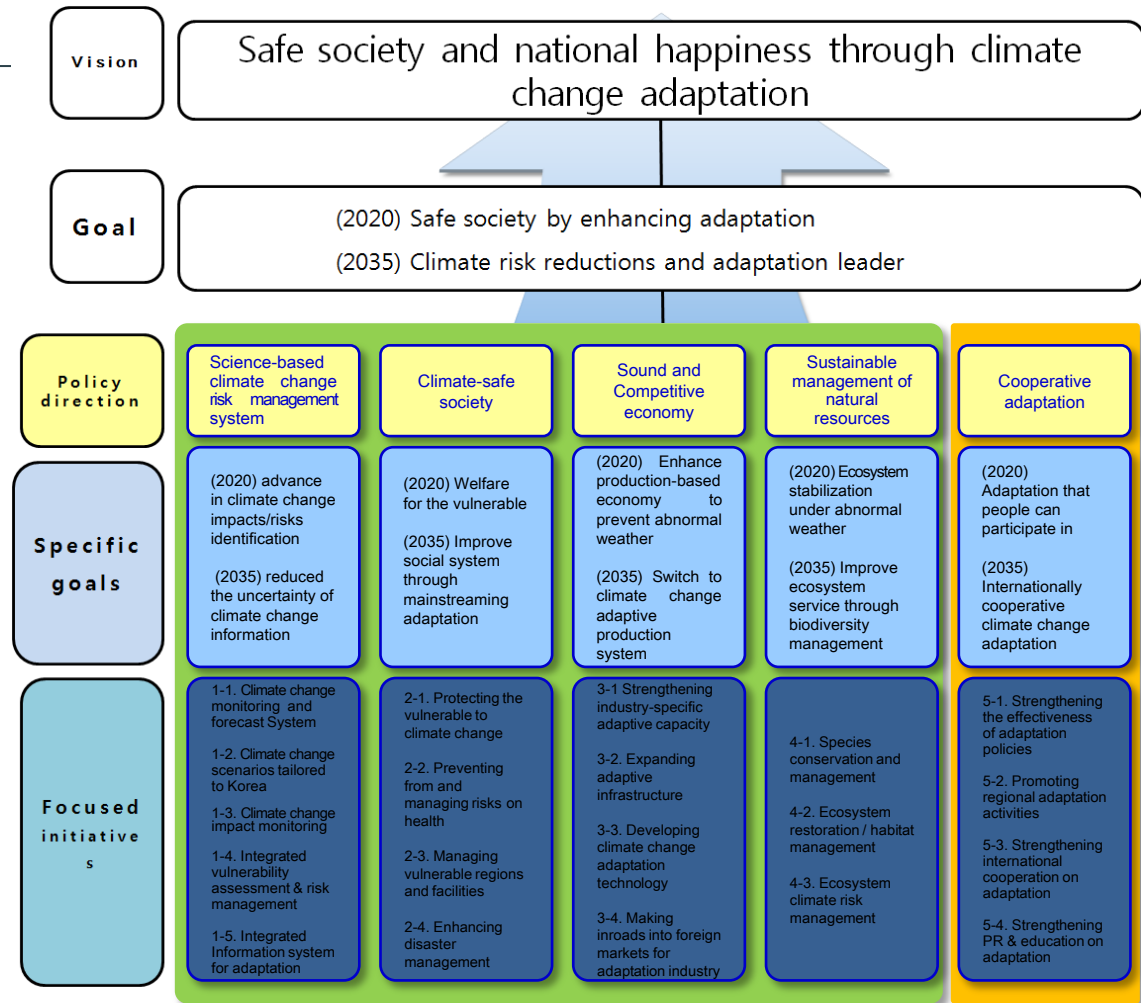 Vision
Safe society and national happiness through climate
change adaptation
Goal
(2020) Safe society by enhancing adaptation
(2035) Climate risk reductions and adaptation leader
Policy
direction
Science-based
climate change
risk management
system
Climate-safe
society
Sound and
Competitive
economy
Sustainable
management of
natural
resources
Cooperative
adaptation
Specific
goals
(2020) advance
in climate change
impacts/risks
identification
(2035) reduced
the uncertainty of
climate change
information
(2020) Welfare
for the vulnerable
(2035) Improve
social system
through
mainstreaming
adaptation
(2020) Enhance
production-based
economy to
prevent abnormal
weather
(2035) Switch to
climate change
adaptive
production
system
(2020) Ecosystem
stabilization
under abnormal
weather
(2035) Improve
ecosystem
service through
biodiversity
management
(2020)
Adaptation that
people can
participate in
(2035)
Internationally
cooperative
climate change
adaptation
Focused
initiative
s
1-1. Climate change
monitoring and
forecast System
1-2. Climate change
scenarios tailored
to Korea
1-3. Climate change
impact monitoring
1-4. Integrated
vulnerability
assessment & risk
management
1-5. Integrated
Information system
for adaptation
2-1. Protecting the
vulnerable to
climate change
2-2. Preventing
from and
managing risks on
health
2-3. Managing
vulnerable regions
and facilities
2-4. Enhancing
disaster
management
3-1 Strengthening
industry-specific
adaptive capacity
3-2. Expanding
adaptive
infrastructure
3-3. Developing
climate change
adaptation
technology
3-4. Making
inroads into foreign
markets for
adaptation industry
4-1. Species
conservation and
management
4-2. Ecosystem
restoration / habitat
management
4-3. Ecosystem
climate risk
management
5-1. Strengthening
the effectiveness
of adaptation
policies
5-2. Promoting
regional adaptation
activities
5-3. Strengthening
international
cooperation on
adaptation
5-4. Strengthening
PR & education on
adaptation